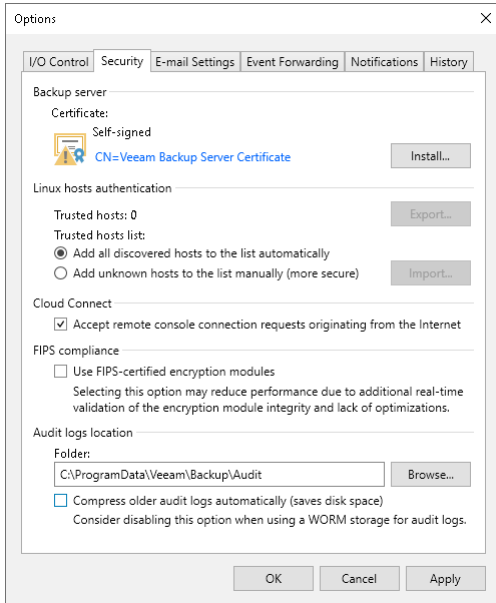 Options
I/O Control Security E-mail Settings Event Forwarding Notifications History
Backup server
Certificate:
Self-signed
CN=Veeam Backup Server Certificate
Install...
Linux hosts authentication
Trusted hosts: 0
Export...
Trusted hosts list:
Add all discovered hosts to the list automatically
Add unknown hosts to the list manually (more secure)
Import...
Cloud Connect
Accept remote console connection requests originating from the Internet
FIPS compliance
Use FIPS-certified encryption modules
Selecting this option may reduce performance due to additional real-time
validation of the encryption module integrity and lack of optimizations.
Audit logs location
Folder:
C:\ProgramData\Veeam\Backup\Audit
Browse...
Compress older audit logs automatically (saves disk space)
Consider disabling this option when using a WORM storage for audit logs.
OK Cancel Apply